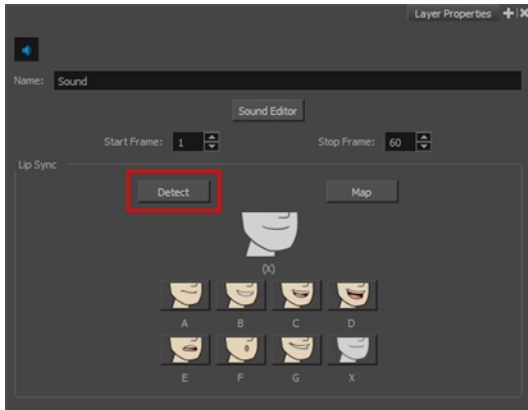 Layer Properties
Name: Sound
Sound Editor
Start Frame: 1 Stop Frame: 60
Lip Sync
Detect Map
(X)
A B C D
E F G X